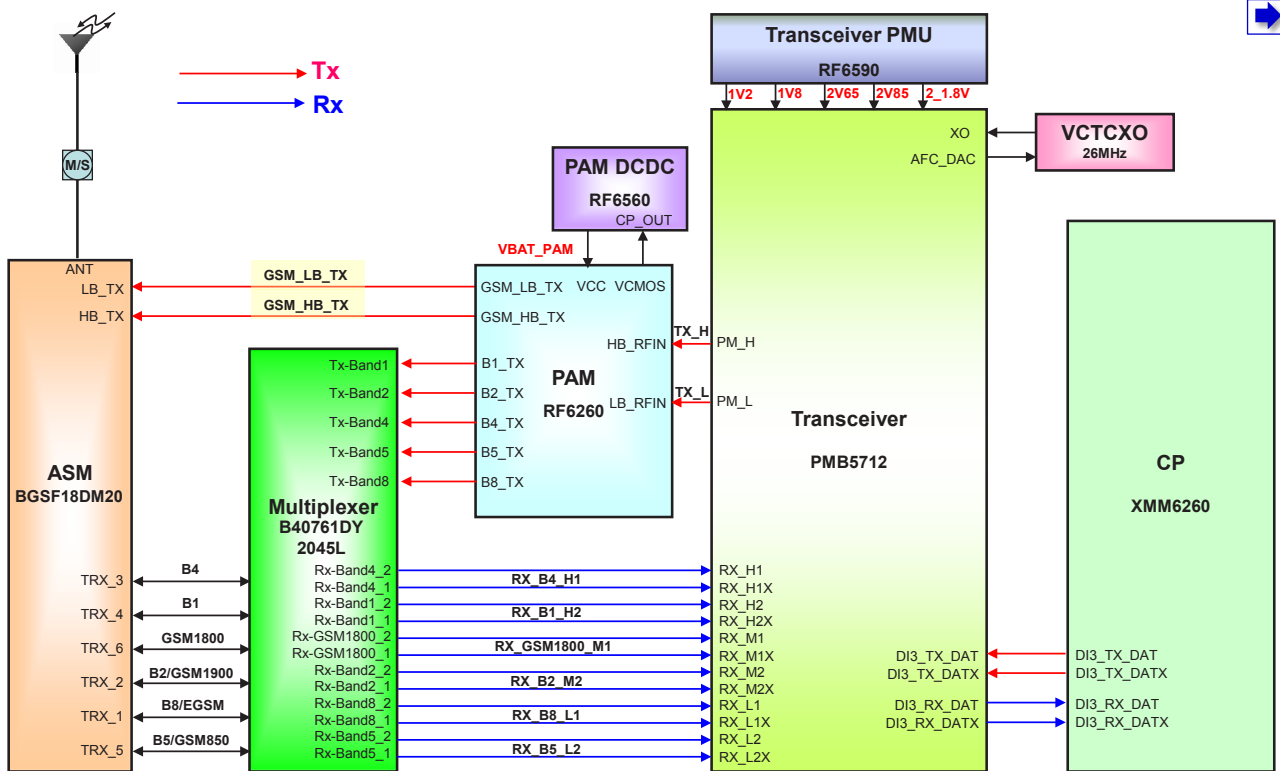 Transceiver PMU
RF6590
Tx
Rx
1V2
1V8
2V65
2V85
2_1.8V
XO
AFC_DAC
VCTCXO
26MHz
M/S
PAM DCDC
RF6560
CP_OUT
VBAT_PAM
ANT
LB_TX
HB_TX
GSM_LB_TX
GSM_HB_TX
GSM_LB_TX
GSM_HB_TX
VCC
VCMOS
HB_RFIN
LB_RFIN
TX_H
TX_L
PM_H
PM_L
Tx-Band1
Tx-Band2
Tx-Band4
Tx-Band5
Tx-Band8
B1_TX
B2_TX
B4_TX
B5_TX
B8_TX
PAM
RF6260
Transceiver
PMB5712
CP
XMM6260
ASM
BGSF18DM20
Multiplexer
B40761DY
2045L
TRX_3
TRX_4
TRX_6
TRX_2
TRX_1
TRX_5
B4
B1
GSM1800
B2/GSM1900
B8/EGSM
B5/GSM850
Rx-Band4_2
Rx-Band4_1
Rx-Band1_2
Rx-Band1_1
Rx-GSM1800_2
Rx-GSM1800_1
Rx-Band2_2
Rx-Band2_1
Rx-Band8_2
Rx-Band8_1
Rx-Band5_2
Rx-Band5_1
RX_B4_H1
RX_B1_H2
RX_GSM1800_M1
RX_B2_M2
RX_B8_L1
RX_B5_L2
RX_H1
RX_H1X
RX_H2
RX_H2X
RX_M1
RX_M1X
RX_M2
RX_M2X
RX_L1
RX_L1X
RX_L2
RX_L2X
DI3_TX_DAT
DI3_TX_DATX
DI3_RX_DAT
DI3_RX_DATX
DI3_TX_DAT
DI3_TX_DATX
DI3_RX_DAT
DI3_RX_DATX